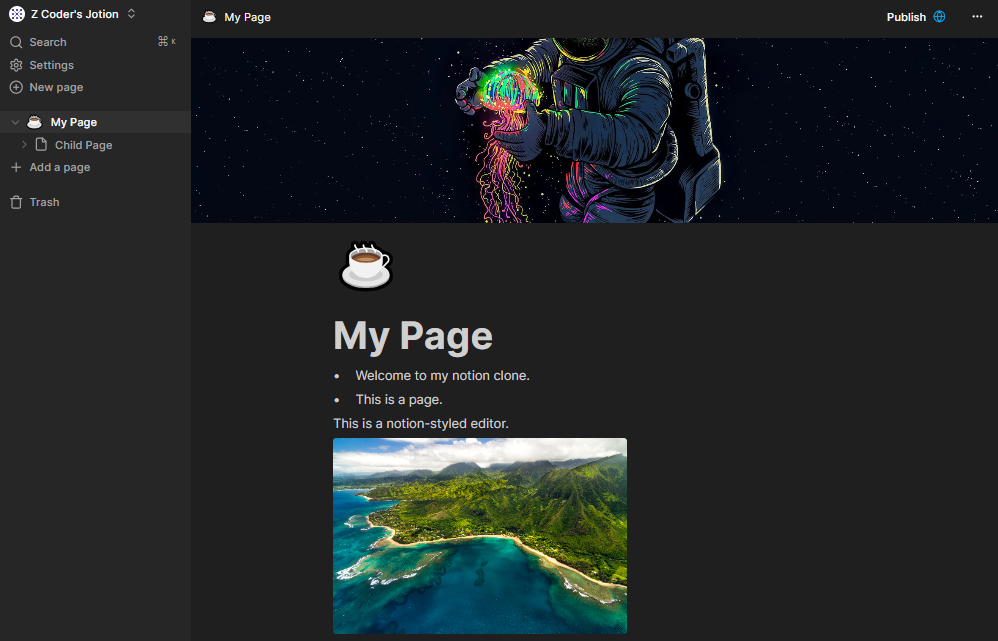 Z Coder's Jotion
Search ⌘ K
Settings
New page
My Page
Child Page
Add a page
Trash
My Page
Publish
My Page
• Welcome to my notion clone.
• This is a page.
This is a notion-styled editor.